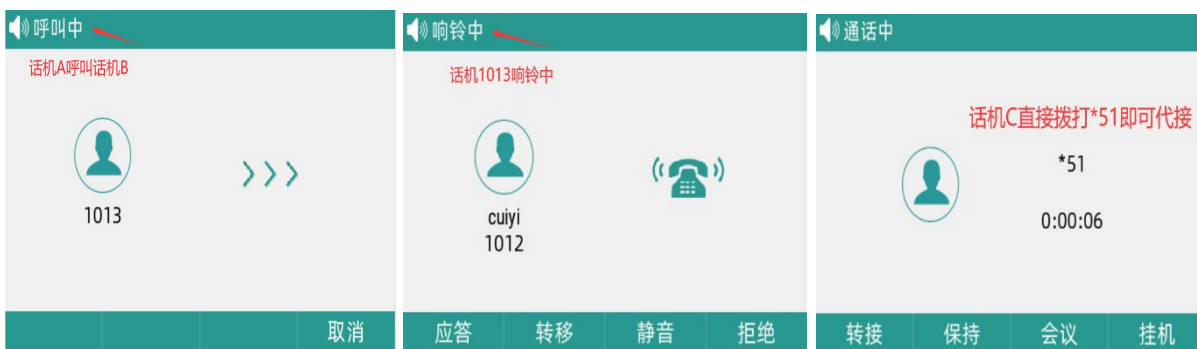 呼叫中
话机A呼叫话机B
1013
取消
响铃中
话机1013响铃中
cuiyi
1012
应答 转移 静音 拒绝
通话中
话机C直接拨打*51即可代接
*51
0:00:06
转接 保持 会议 挂机